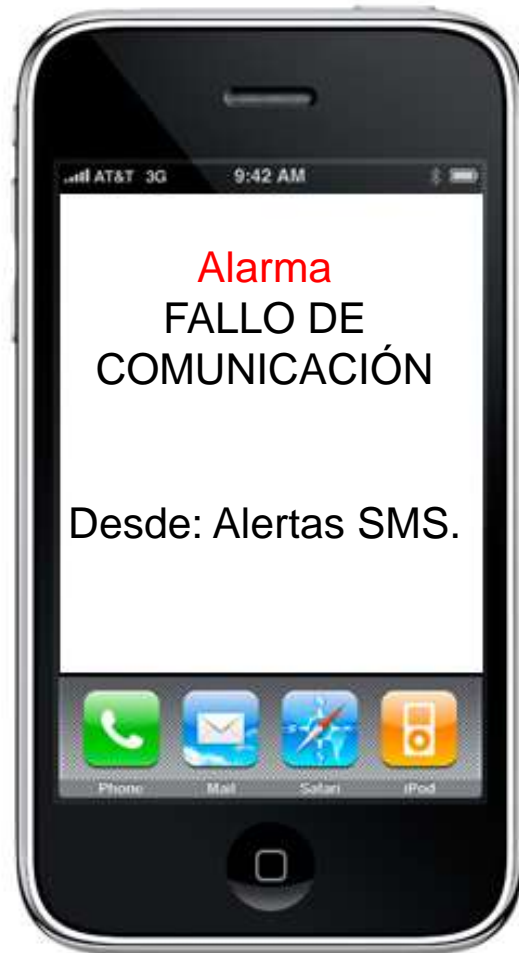 AT&T 3G 9:42 AM
Alarma
FALLO DE
COMUNICACIÓN
Desde: Alertas SMS.
Phone Mail Safari iPod